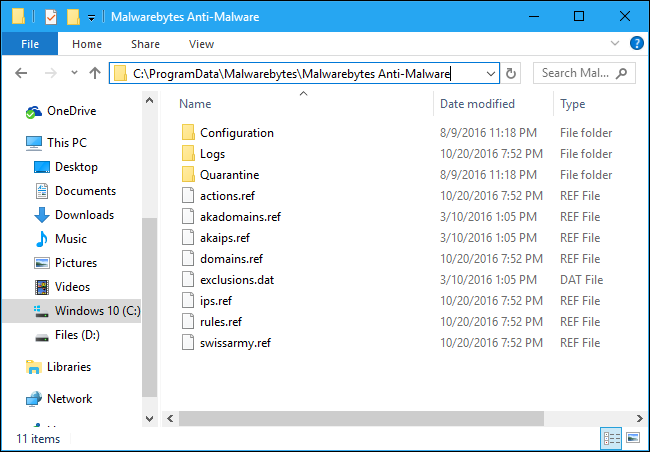 Malwarebytes Anti-Malware
File Home Share View
C:\ProgramData\Malwarebytes\Malwarebytes Anti-Malware Search Mal...
OneDrive
This PC
Desktop
Documents
Downloads
Music
Pictures
Videos
Windows 10 (C:)
Files (D:)
Libraries
Network
Name Date modified Type
Configuration 8/9/2016 11:18 PM File folder
Logs 10/20/2016 7:52 PM File folder
Quarantine 8/9/2016 11:18 PM File folder
actions.ref 10/20/2016 7:52 PM REF File
akadomains.ref 3/10/2016 1:05 PM REF File
akaips.ref 3/10/2016 1:05 PM REF File
domains.ref 10/20/2016 7:52 PM REF File
exclusions.dat 3/10/2016 1:05 PM DAT File
ips.ref 10/20/2016 7:52 PM REF File
rules.ref 10/20/2016 7:52 PM REF File
swissarmy.ref 10/20/2016 7:52 PM REF File
11 items